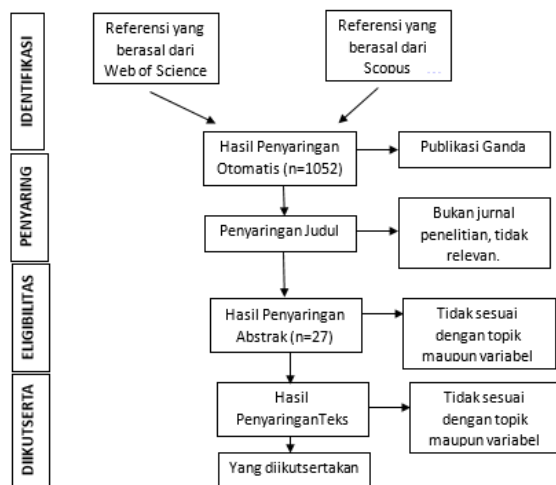 IDENTIFIKASI
Referensi yang
berasal dari
Web of Science
Referensi yang
berasal dari
Scopus ...
Hasil Penyaringan
Otomatis (n=1052)
Publikasi Ganda
PENYARING
Penyaringan Judul
Bukan jurnal
penelitian, tidak
relevan.
ELIGIBILITAS
Hasil Penyaringan
Abstrak (n=27)
Tidak sesuai
dengan topik
maupun variabel
DIIKUTSERTA
Hasil
PenyaringanTeks
Tidak sesuai
dengan topik
maupun variabel
Yang diikutsertakan